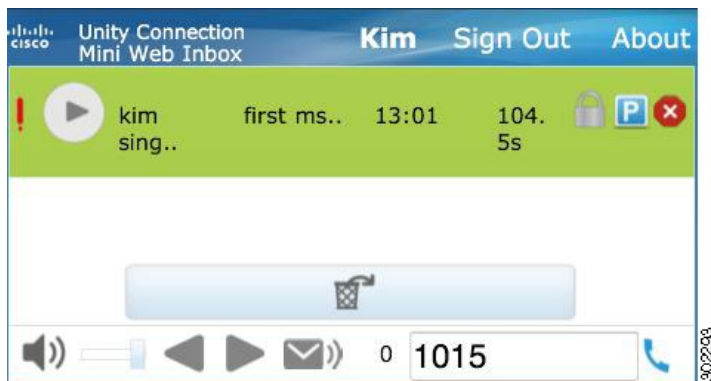 cisco
Unity Connection
Mini Web Inbox
Kim Sign Out About
! kim sing.. first ms.. 13:01 104. 5s P
0 1015
302293